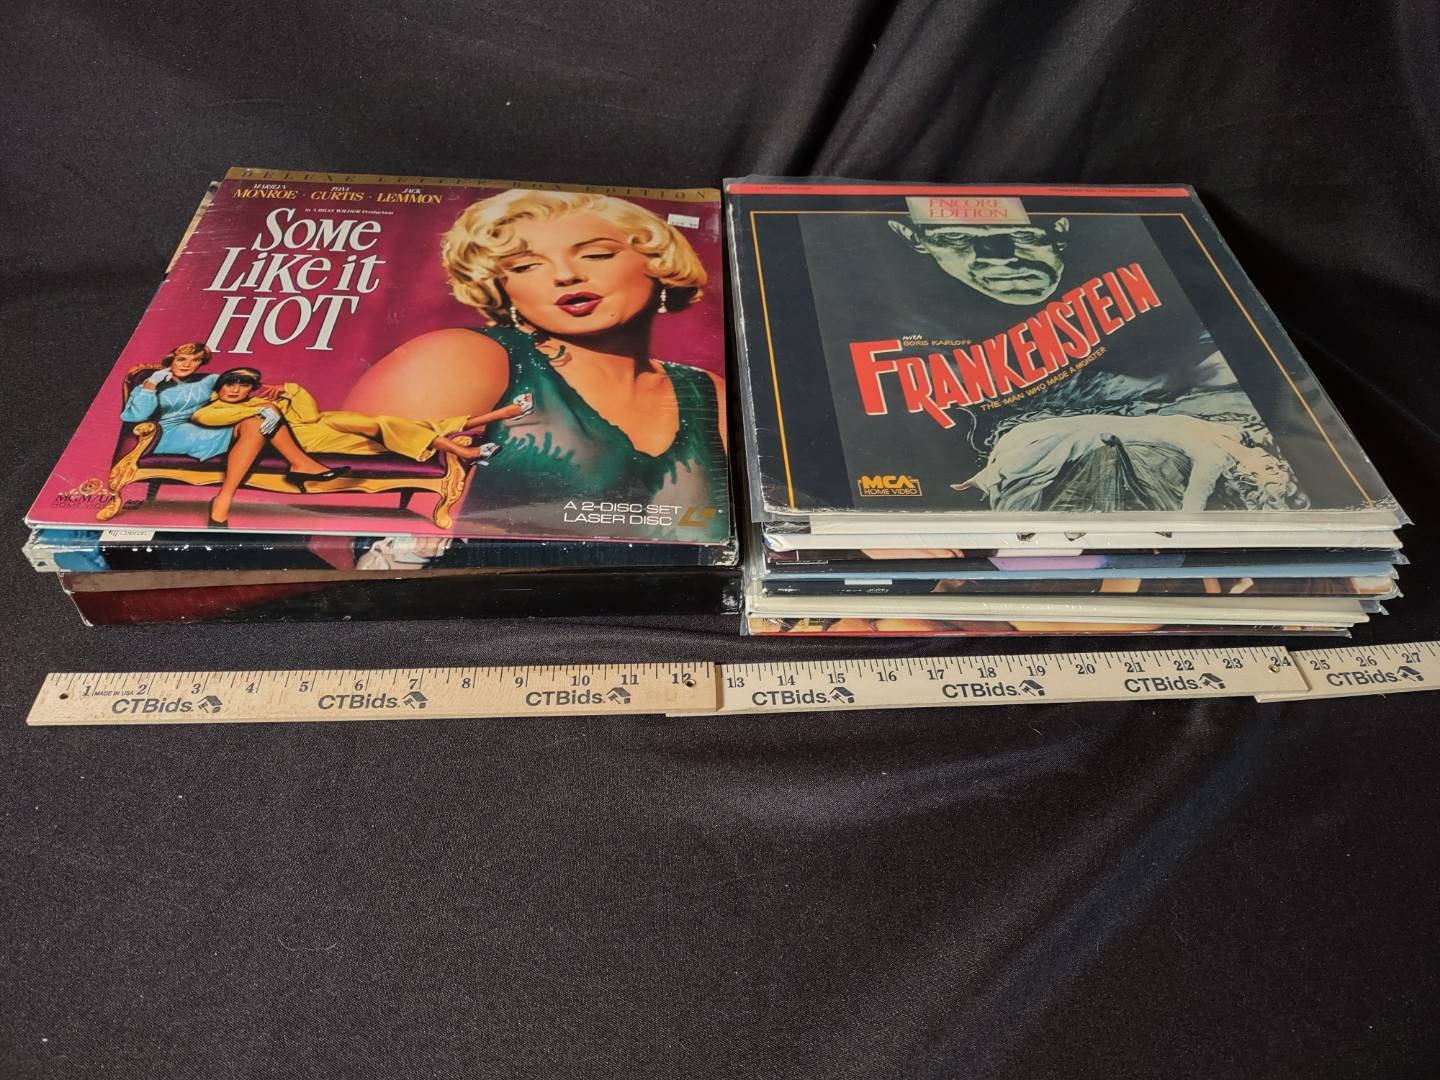 DELUXE LETTER-BOX EDITION
MARILYN MONROE · TONY CURTIS · JACK LEMMON
in A BILLY WILDER Production
SOME
LIKE it
HOT
MGM/UA
HOME VIDEO
A 2-DISC SET
LASER DISC
ENCORE
EDITION
with
BORIS KARLOFF
FRANKENSTEIN
THE MAN WHO MADE A MONSTER
MCA
HOME VIDEO
1 MADE IN USA 2 3 4 5 6 7 8 9 10 11 12 13 14 15 16 17 18 19 20 21 22 23 24 25 26 27
CTBids. CTBids. CTBids. CTBids. CTBids. CTBids. CTBids.